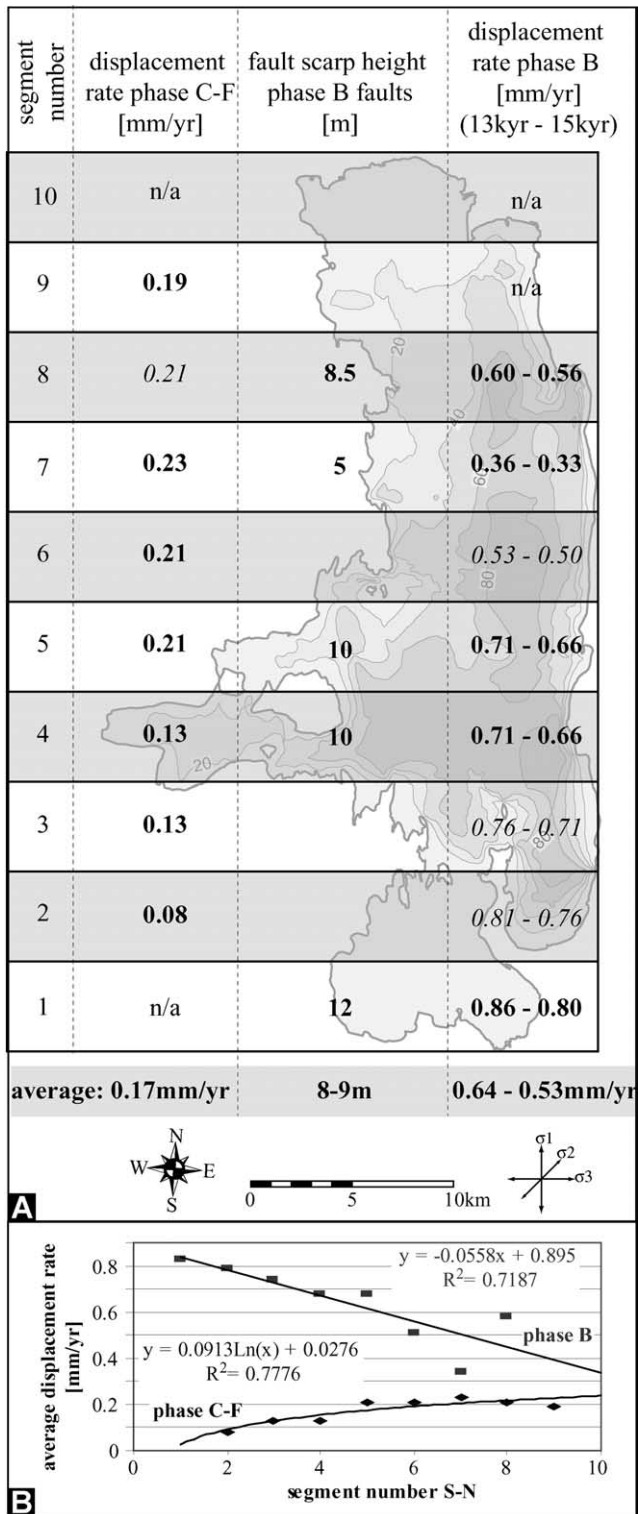 segment number
displacement rate phase C-F [mm/yr]
fault scarp height phase B faults [m]
displacement rate phase B [mm/yr] (13kyr - 15kyr)
10 n/a n/a
9 0.19 n/a
20
8 0.21 8.5 0.60 - 0.56
40
7 0.23 5 0.36 - 0.33
60
6 0.21 0.53 - 0.50
80
5 0.21 10 0.71 - 0.66
4 0.13 10 0.71 - 0.66
20
3 0.13 0.76 - 0.71
80
2 0.08 0.81 - 0.76
1 n/a 12 0.86 - 0.80
average: 0.17mm/yr 8-9m 0.64 - 0.53mm/yr
N
W E
S
0 5 10km
σ1
σ2
σ3
A
average displacement rate
[mm/yr]
0.8
0.6
0.4
0.2
0
y = -0.0558x + 0.895
R²= 0.7187
phase B
y = 0.0913Ln(x) + 0.0276
R²= 0.7776
phase C-F
0 2 4 6 8 10
segment number S-N
B